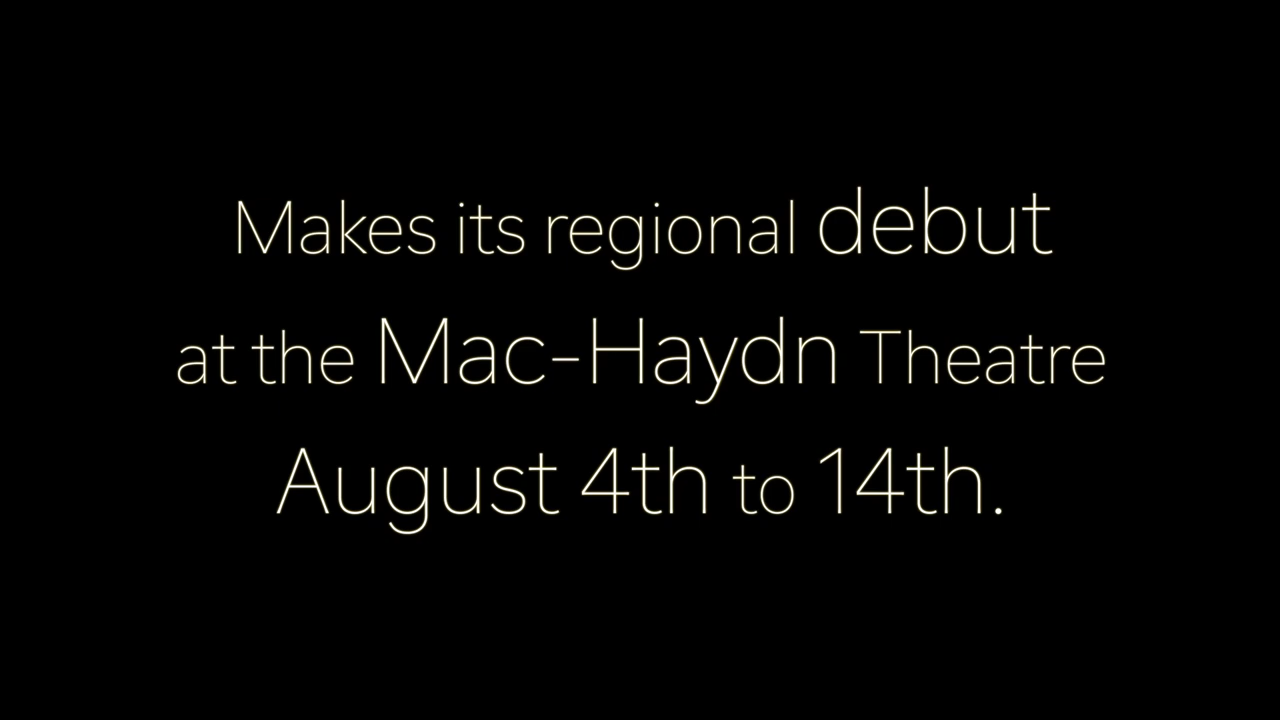 Makes its regional debut
at the Mac-Haydn Theatre
August 4th to 14th.